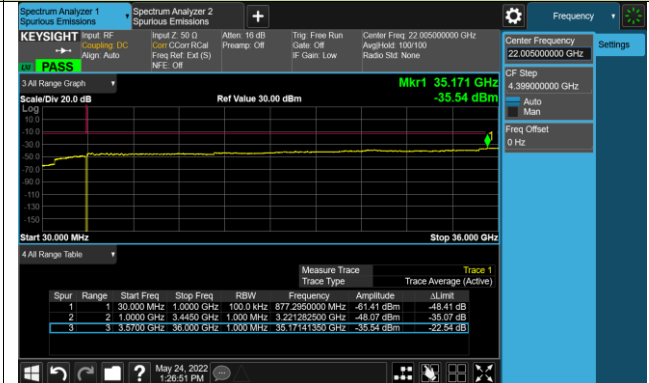 Spectrum Analyzer 1
Spurious Emissions
Spectrum Analyzer 2
Spurious Emissions
Frequency
KEYSIGHT
Input: RF
Coupling: DC
Align: Auto
Input Z: 50 Ω
Corr CCorr RCal
Freq Ref: Ext (S)
NFE: Off
Atten: 16 dB
Preamp: Off
Trig: Free Run
Gate: Off
IF Gain: Low
Center Freq: 22.005000000 GHz
Avg|Hold: 100/100
Radio Std: None
PASS
Center Frequency
22.005000000 GHz
Settings
CF Step
4.399000000 GHz
Auto
Man
Freq Offset
0 Hz
3 All Range Graph
Mkr1 35.171 GHz
Scale/Div 20.0 dB
Ref Value 30.00 dBm
-35.54 dBm
Log
10.0
-10.0
-30.0
-50.0
-70.0
-90.0
-110
-130
-150
1
Start 30.000 MHz
Stop 36.000 GHz
4 All Range Table
Measure Trace Trace 1
Trace Type Trace Average (Active)
Spur Range Start Freq Stop Freq RBW Frequency Amplitude ΔLimit
1 1 30.000 MHz 1.0000 GHz 100.0 kHz 877.2950000 MHz -61.41 dBm -48.41 dB
2 2 1.0000 GHz 3.4450 GHz 1.000 MHz 3.221282500 GHz -48.07 dBm -35.07 dB
3 3 3.5700 GHz 36.000 GHz 1.000 MHz 35.17141350 GHz -35.54 dBm -22.54 dB
May 24, 2022
1:26:51 PM